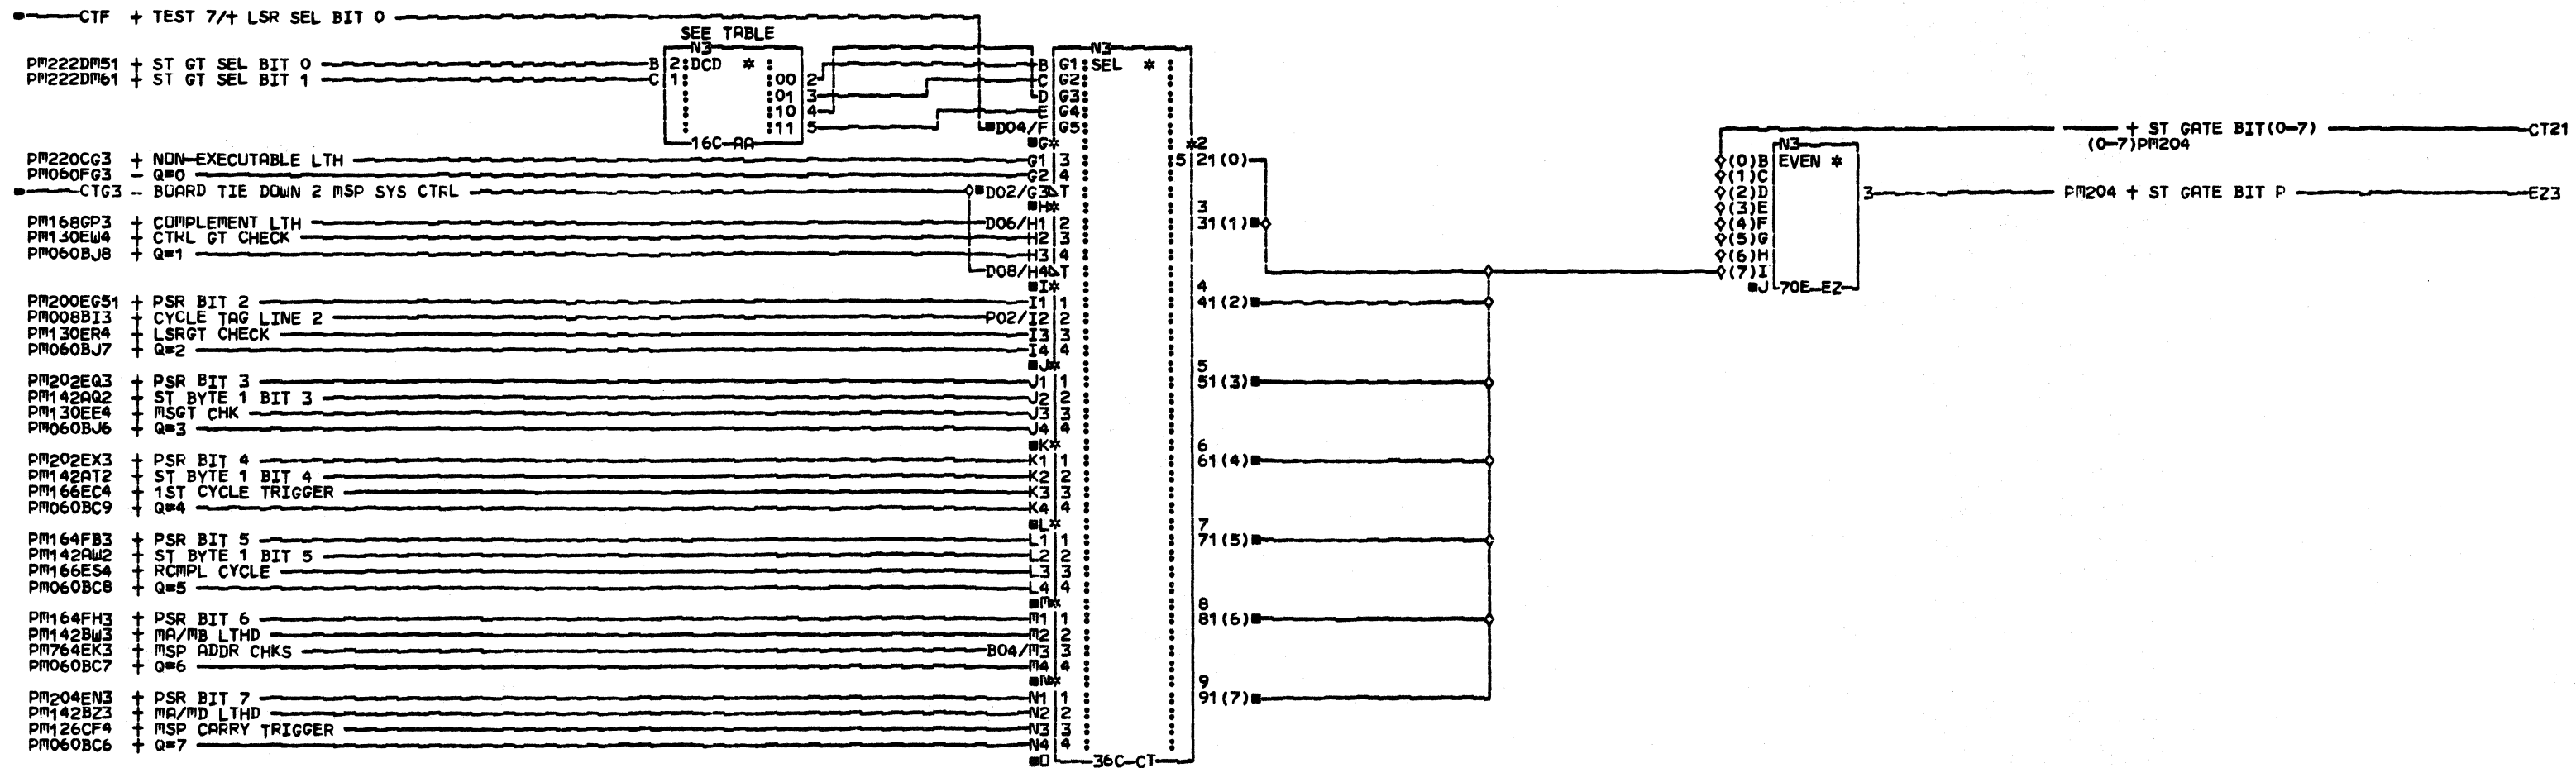 CTF + TEST 7/+ LSR SEL BIT 0
SEE TABLE
N3
N3
PM222DM51 + ST GT SEL BIT 0 B 2 DCD * B G1 SEL *
PM222DM61 + ST GT SEL BIT 1 C 1 00 2 C G2
01 3 D G3
10 4 E G4
11 5 D04/F G5
16C-AA
+ ST GATE BIT(0-7) CT21
(0-7)PM204
G* *2
N3
PM220CG3 + NON-EXECUTABLE LTH G1 3 5 21(0) (0)B EVEN *
PM060FG3 - Q=0 G2 4 (1)C
CTG3 - BOARD TIE DOWN 2 MSP SYS CTRL D02/G3 T (2)D 3 PM204 + ST GATE BIT P EZ3
H* 3 (3)E
PM168GP3 + COMPLEMENT LTH D06/H1 2 31(1) (4)F
PM130EW4 + CTRL GT CHECK H2 3 (5)G
PM060BJ8 + Q=1 H3 4 (6)H
D08/H4 T (7)I
I* 4 J 70E-EZ
PM200EG51 + PSR BIT 2 I1 1 41(2)
PM008BI3 + CYCLE TAG LINE 2 P02/I2 2
PM130ER4 + LSRGT CHECK I3 3
PM060BJ7 + Q=2 I4 4
J* 5
PM202EQ3 + PSR BIT 3 J1 1 51(3)
PM142AQ2 + ST BYTE 1 BIT 3 J2 2
PM130EE4 + MSGT CHK J3 3
PM060BJ6 + Q=3 J4 4
K* 6
PM202EX3 + PSR BIT 4 K1 1 61(4)
PM142AT2 + ST BYTE 1 BIT 4 K2 2
PM166EC4 + 1ST CYCLE TRIGGER K3 3
PM060BC9 + Q=4 K4 4
L* 7
PM164FB3 + PSR BIT 5 L1 1 71(5)
PM142AW2 + ST BYTE 1 BIT 5 L2 2
PM166ES4 + RCMPL CYCLE L3 3
PM060BC8 + Q=5 L4 4
M* 8
PM164FH3 + PSR BIT 6 M1 1 81(6)
PM142BW3 + MA/MB LTHD M2 2
PM764EK3 + MSP ADDR CHKS B04/M3 3
PM060BC7 + Q=6 M4 4
N* 9
PM204EN3 + PSR BIT 7 N1 1 91(7)
PM142BZ3 + MA/MD LTHD N2 2
PM126CF4 + MSP CARRY TRIGGER N3 3
PM060BC6 + Q=7 N4 4
O 36C-CT